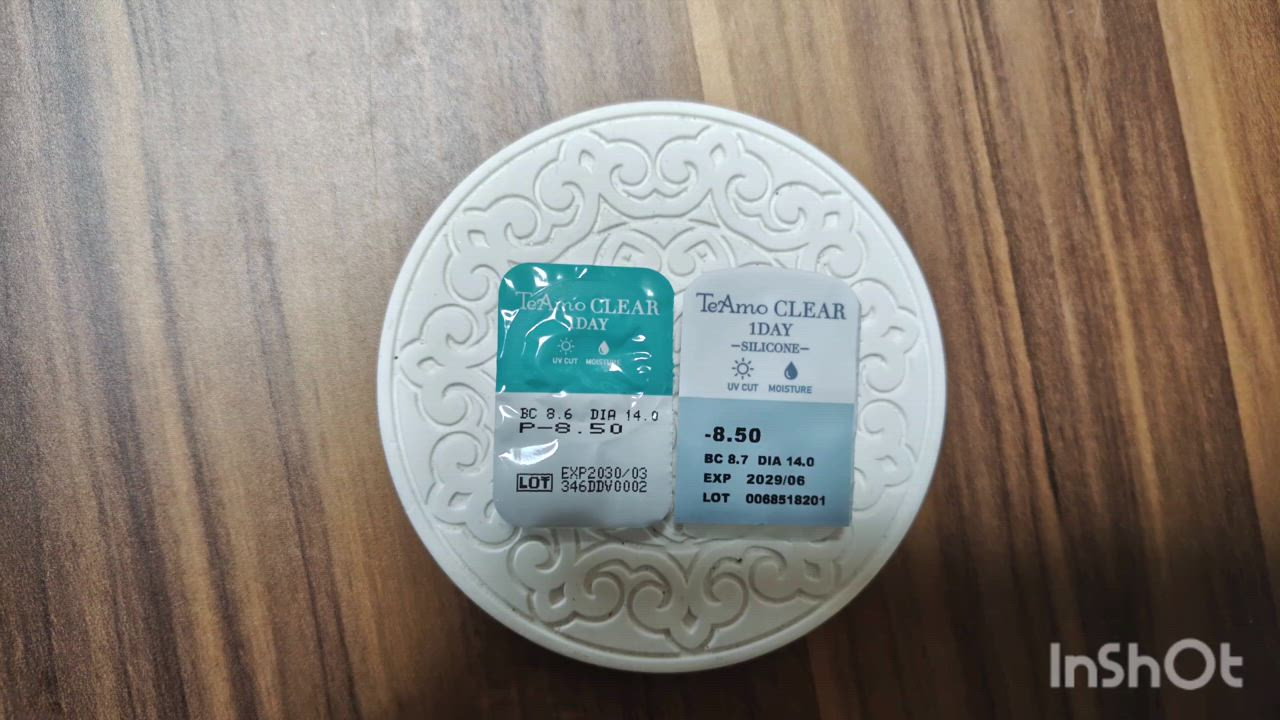 TeAmo CLEAR
1DAY
UV CUT MOISTURE
BC 8.6 DIA 14.0
P-8.50
EXP2030/03
LOT 346DDV0002
TeAmo CLEAR
1DAY
-SILICONE-
UV CUT MOISTURE
-8.50
BC 8.7 DIA 14.0
EXP 2029/06
LOT 0068518201
InShOt